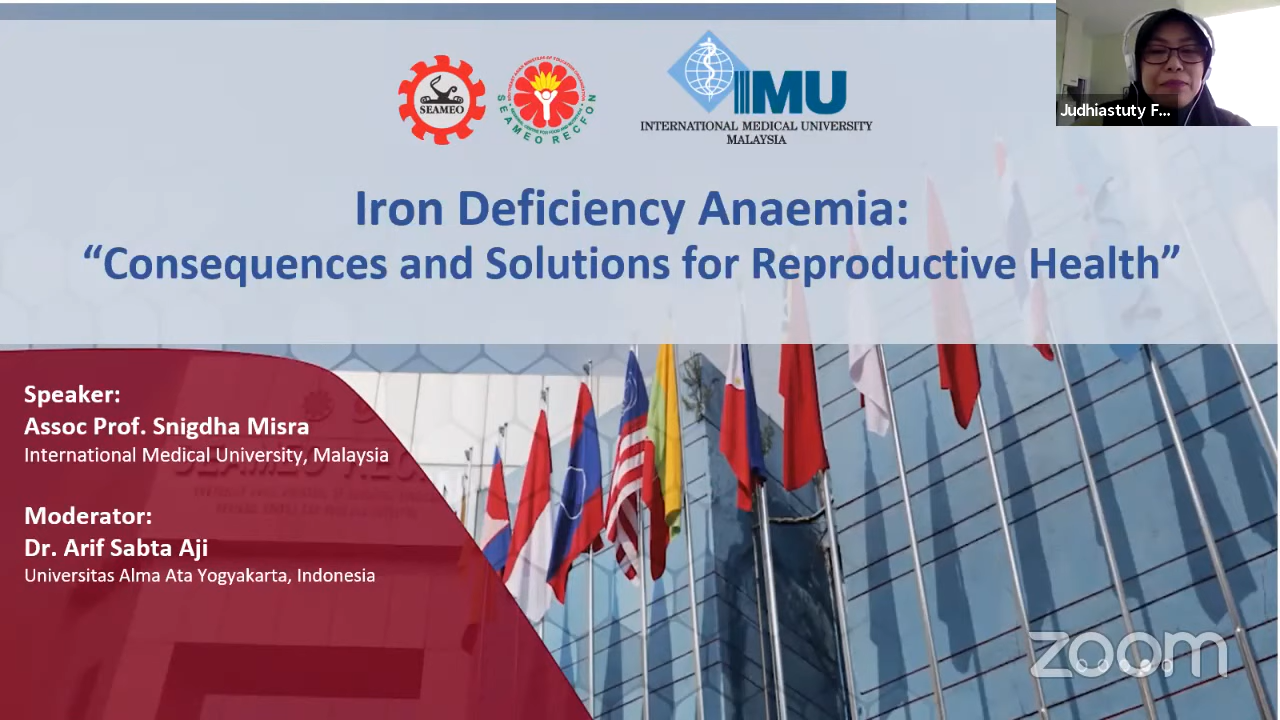 SEAMEO
SEAMEO RECFON
IMU
INTERNATIONAL MEDICAL UNIVERSITY
MALAYSIA
Judhiastuty F...
Iron Deficiency Anaemia:
“Consequences and Solutions for Reproductive Health”
Speaker:
Assoc Prof. Snigdha Misra
International Medical University, Malaysia
Moderator:
Dr. Arif Sabta Aji
Universitas Alma Ata Yogyakarta, Indonesia
zoom